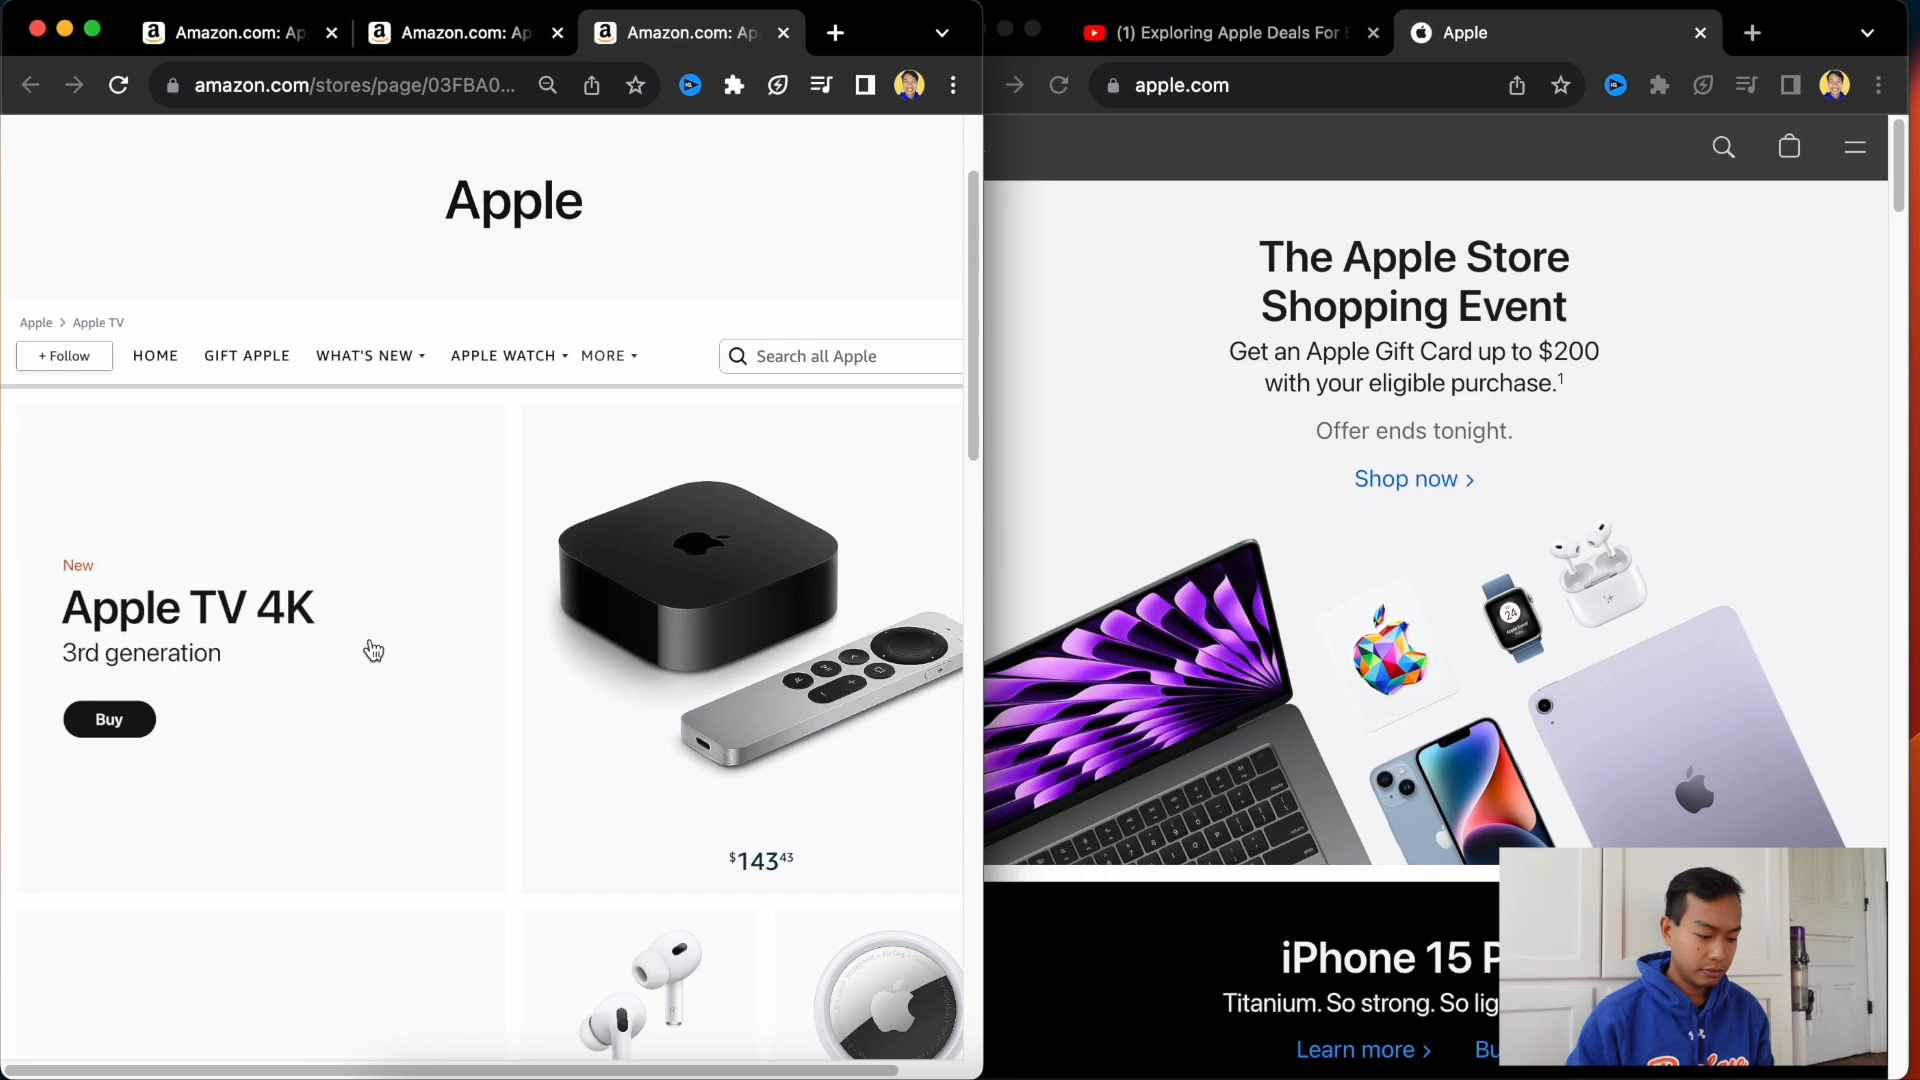 Amazon.com: Ap
Amazon.com: Ap
Amazon.com: Ap
amazon.com/stores/page/03FBA0...
Apple
Apple > Apple TV
+ Follow
HOME
GIFT APPLE
WHAT'S NEW
APPLE WATCH
MORE
Search all Apple
New
Apple TV 4K
3rd generation
Buy
$143 43
(1) Exploring Apple Deals For
Apple
apple.com
The Apple Store
Shopping Event
Get an Apple Gift Card up to $200
with your eligible purchase.1
Offer ends tonight.
Shop now >
24
iPhone 15 P
Titanium. So strong. So lig
Learn more >
Bu